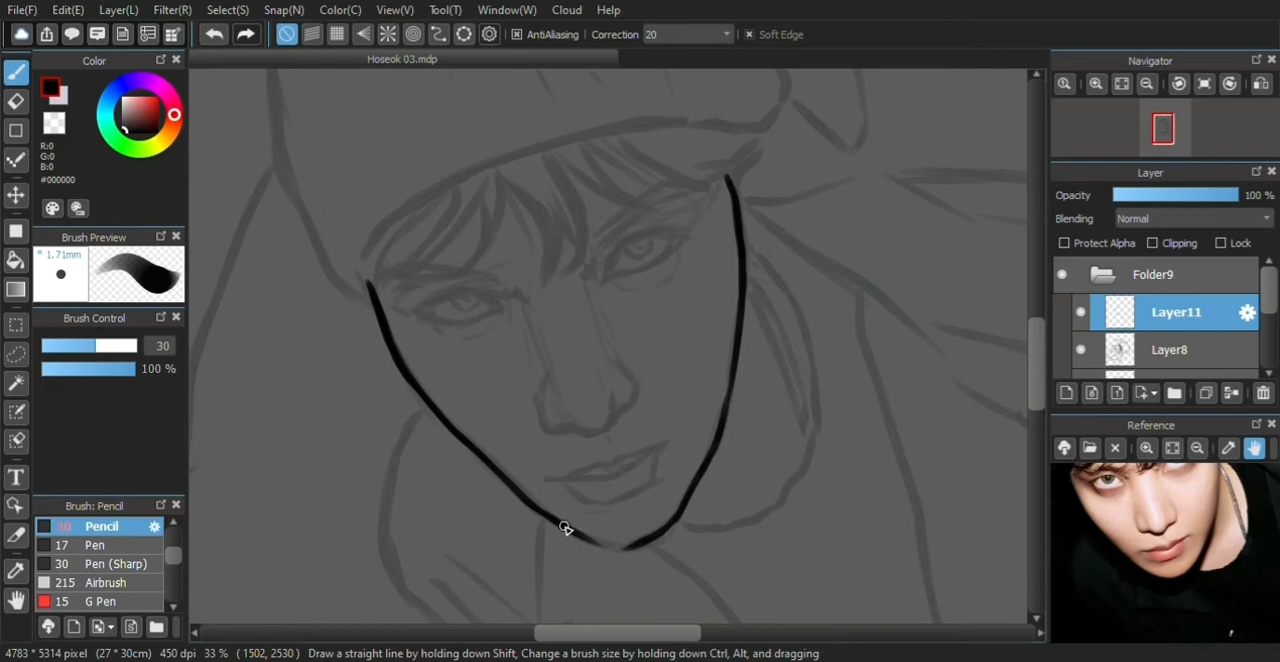 File(F) Edit(E) Layer(L) Filter(R) Select(S) Snap(N) Color(C) View(V) Tool(T) Window(W) Cloud Help
AntiAliasing Correction 20 Soft Edge
Color
Hoseok 03.mdp
Navigator
R:0
G:0
B:0
#000000
Layer
Opacity 100 %
Blending Normal
Protect Alpha Clipping Lock
Brush Preview
* 1.71mm
Folder9
Layer11
Layer8
Brush Control
30
100 %
Reference
Brush: Pencil
30 Pencil
17 Pen
30 Pen (Sharp)
215 Airbrush
15 G Pen
4783 * 5314 pixel (27 * 30cm) 450 dpi 33 % ( 1502, 2530 ) Draw a straight line by holding down Shift, Change a brush size by holding down Ctrl, Alt, and dragging